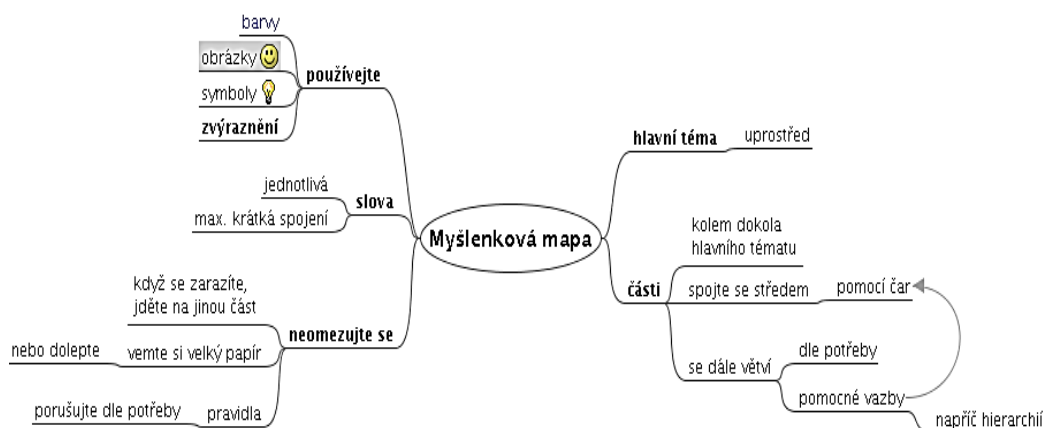 barvy
obrázky
symboly
zvýraznění
používejte
jednotlivá
max. krátká spojení
slova
když se zarazíte,
jděte na jinou část
nebo dolepte
vemte si velký papír
porušujte dle potřeby
pravidla
neomezujte se
Myšlenková mapa
hlavní téma
uprostřed
části
kolem dokola
hlavního tématu
spojte se středem
pomocí čar
se dále větví
dle potřeby
pomocné vazby
napříč hierarchií